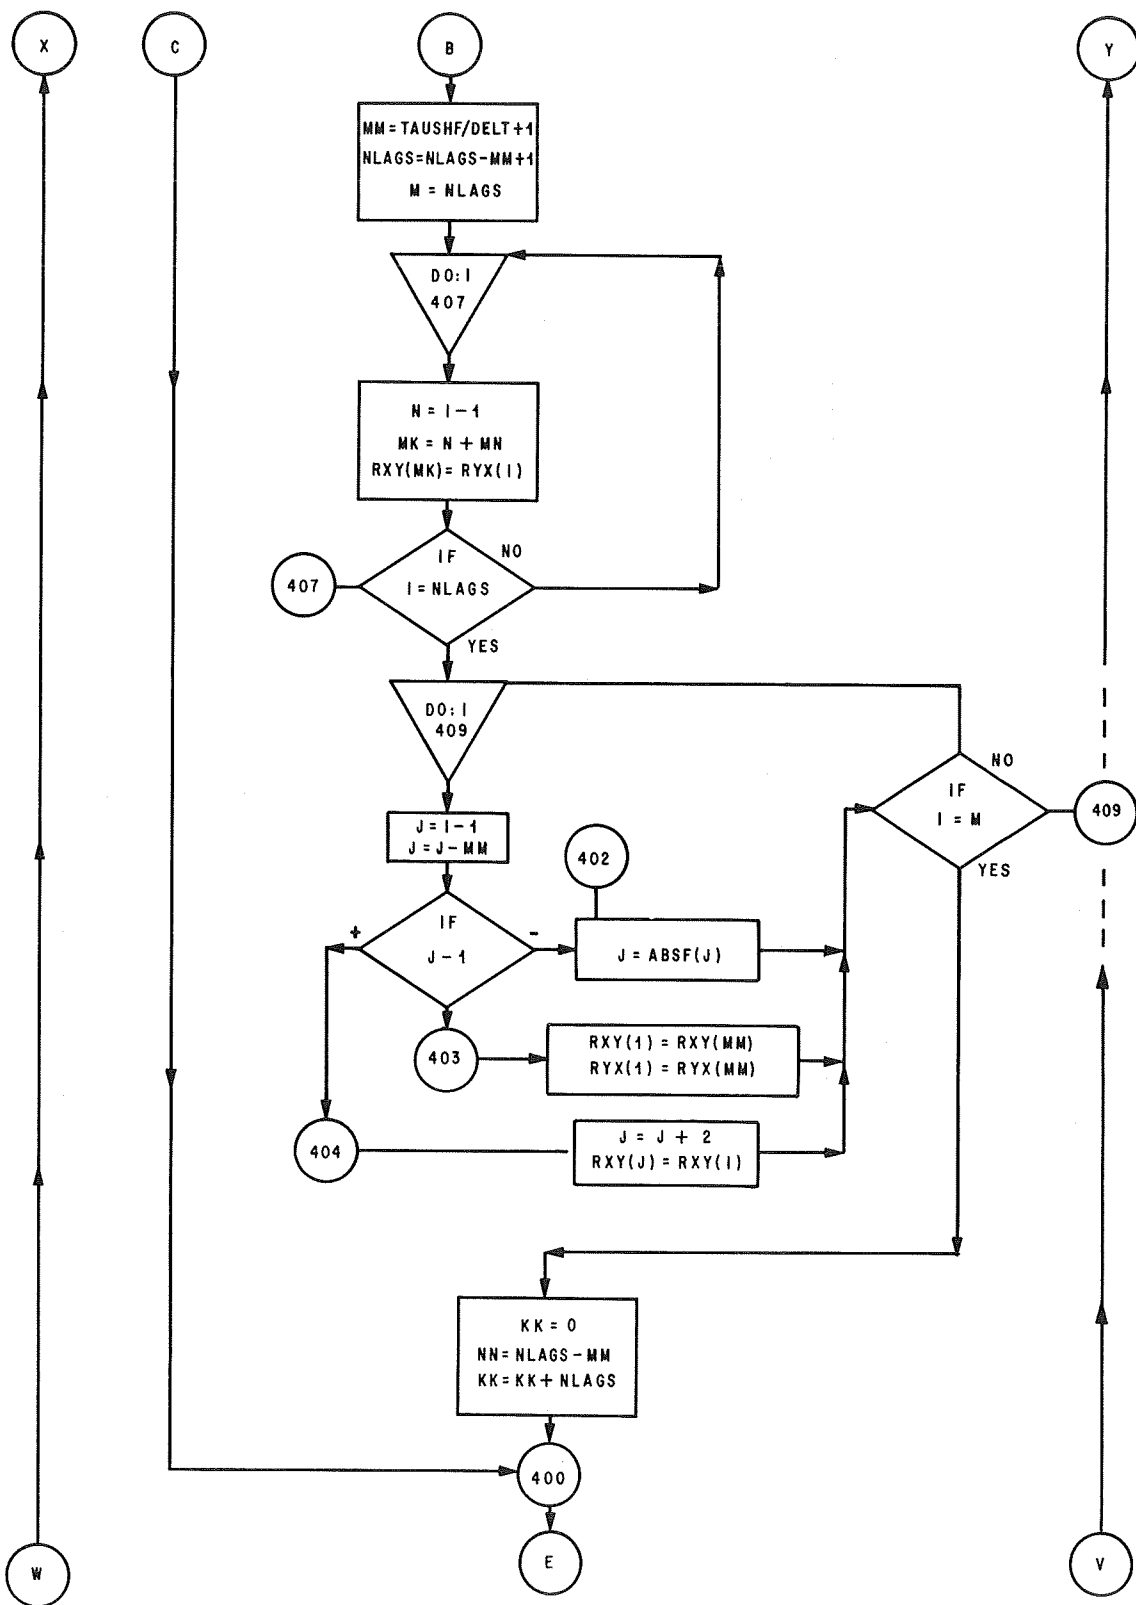 X
C
B
Y
MM=TAUSHF/DELT+1
NLAGS=NLAGS-MM+1
M = NLAGS
DO: I
407
N = I-1
MK = N + MN
RXY(MK)= RYX(I)
IF
I = NLAGS
NO
407
YES
DO: I
409
NO
IF
I = M
409
YES
J = I-1
J = J-MM
402
IF
J - 1
+
-
J = ABSF(J)
403
RXY(1) = RXY(MM)
RYX(1) = RYX(MM)
404
J = J + 2
RXY(J) = RXY(I)
KK = 0
NN= NLAGS-MM
KK= KK+ NLAGS
400
W
E
V